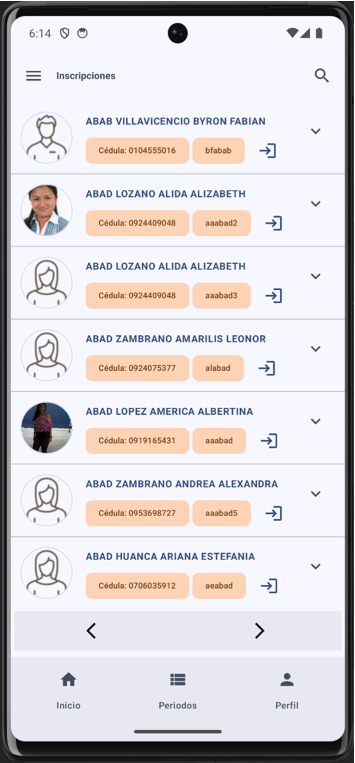 6:14
Inscripciones
ABAB VILLAVICENCIO BYRON FABIAN
Cédula: 0104555016 bfabab
ABAD LOZANO ALIDA ALIZABETH
Cédula: 0924409048 aaabad2
ABAD LOZANO ALIDA ALIZABETH
Cédula: 0924409048 aaabad3
ABAD ZAMBRANO AMARILIS LEONOR
Cédula: 0924075377 alabad
ABAD LOPEZ AMERICA ALBERTINA
Cédula: 0919165431 aaabad
ABAD ZAMBRANO ANDREA ALEXANDRA
Cédula: 0953698727 aaabad5
ABAD HUANCA ARIANA ESTEFANIA
Cédula: 0706035912 aeabad
Inicio Periodos Perfil